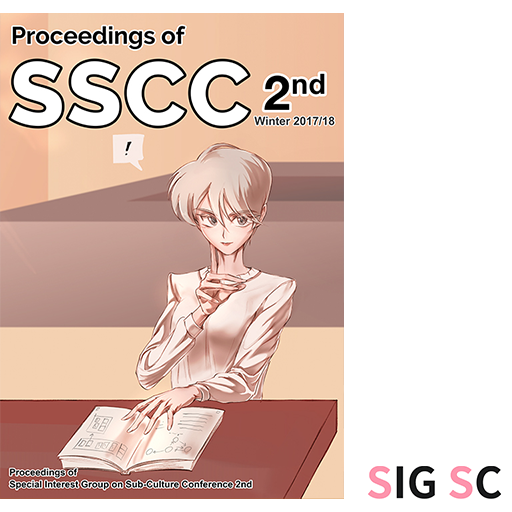 Proceedings of
SSCC 2nd
Winter 2017/18
!
Proceedings of
Special Interest Group on Sub-Culture Conference 2nd
SIG SC